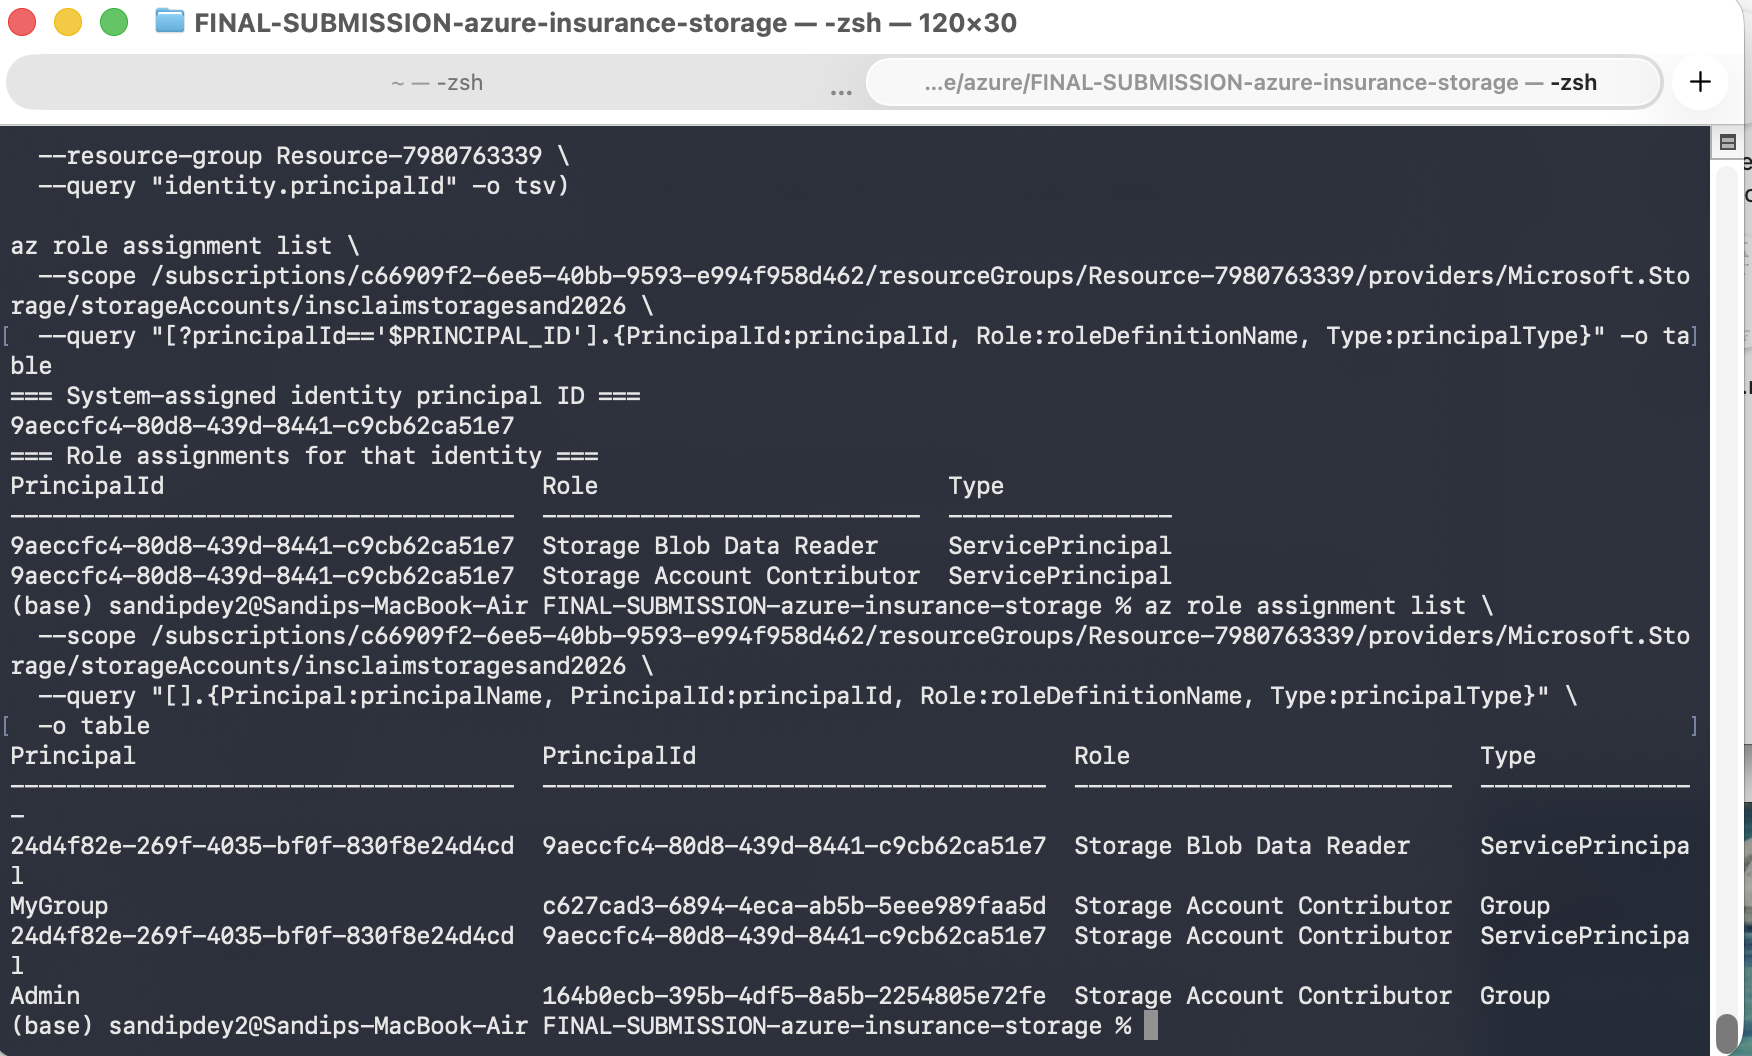 FINAL-SUBMISSION-azure-insurance-storage — -zsh — 120×30
~ — -zsh
...
...e/azure/FINAL-SUBMISSION-azure-insurance-storage — -zsh
+
--resource-group Resource-7980763339 \
--query "identity.principalId" -o tsv)
az role assignment list \
--scope /subscriptions/c66909f2-6ee5-40bb-9593-e994f958d462/resourceGroups/Resource-7980763339/providers/Microsoft.Sto
rage/storageAccounts/insclaimstoragesand2026 \
[ --query "[?principalId=='$PRINCIPAL_ID'].{PrincipalId:principalId, Role:roleDefinitionName, Type:principalType}" -o ta]
ble
=== System-assigned identity principal ID ===
9aeccfc4-80d8-439d-8441-c9cb62ca51e7
=== Role assignments for that identity ===
PrincipalId Role Type
------------------------------------ --------------------------- ----------------
9aeccfc4-80d8-439d-8441-c9cb62ca51e7 Storage Blob Data Reader ServicePrincipal
9aeccfc4-80d8-439d-8441-c9cb62ca51e7 Storage Account Contributor ServicePrincipal
(base) sandipdey2@Sandips-MacBook-Air FINAL-SUBMISSION-azure-insurance-storage % az role assignment list \
--scope /subscriptions/c66909f2-6ee5-40bb-9593-e994f958d462/resourceGroups/Resource-7980763339/providers/Microsoft.Sto
rage/storageAccounts/insclaimstoragesand2026 \
--query "[].{Principal:principalName, PrincipalId:principalId, Role:roleDefinitionName, Type:principalType}" \
[ -o table ]
Principal PrincipalId Role Type
------------------------------------ ------------------------------------ --------------------------- ---------------
-
24d4f82e-269f-4035-bf0f-830f8e24d4cd 9aeccfc4-80d8-439d-8441-c9cb62ca51e7 Storage Blob Data Reader ServicePrincipa
l
MyGroup c627cad3-6894-4eca-ab5b-5eee989faa5d Storage Account Contributor Group
24d4f82e-269f-4035-bf0f-830f8e24d4cd 9aeccfc4-80d8-439d-8441-c9cb62ca51e7 Storage Account Contributor ServicePrincipa
l
Admin 164b0ecb-395b-4df5-8a5b-2254805e72fe Storage Account Contributor Group
(base) sandipdey2@Sandips-MacBook-Air FINAL-SUBMISSION-azure-insurance-storage %